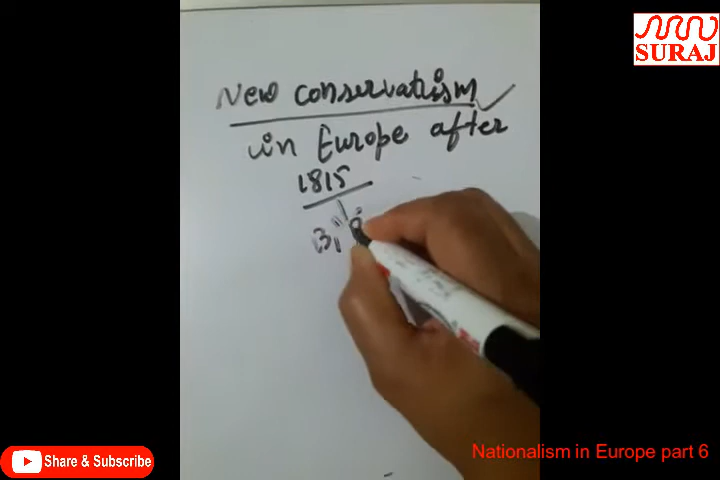 SURAJ
New conservatism
in Europe after
1815
Share & Subscribe
Nationalism in Europe part 6